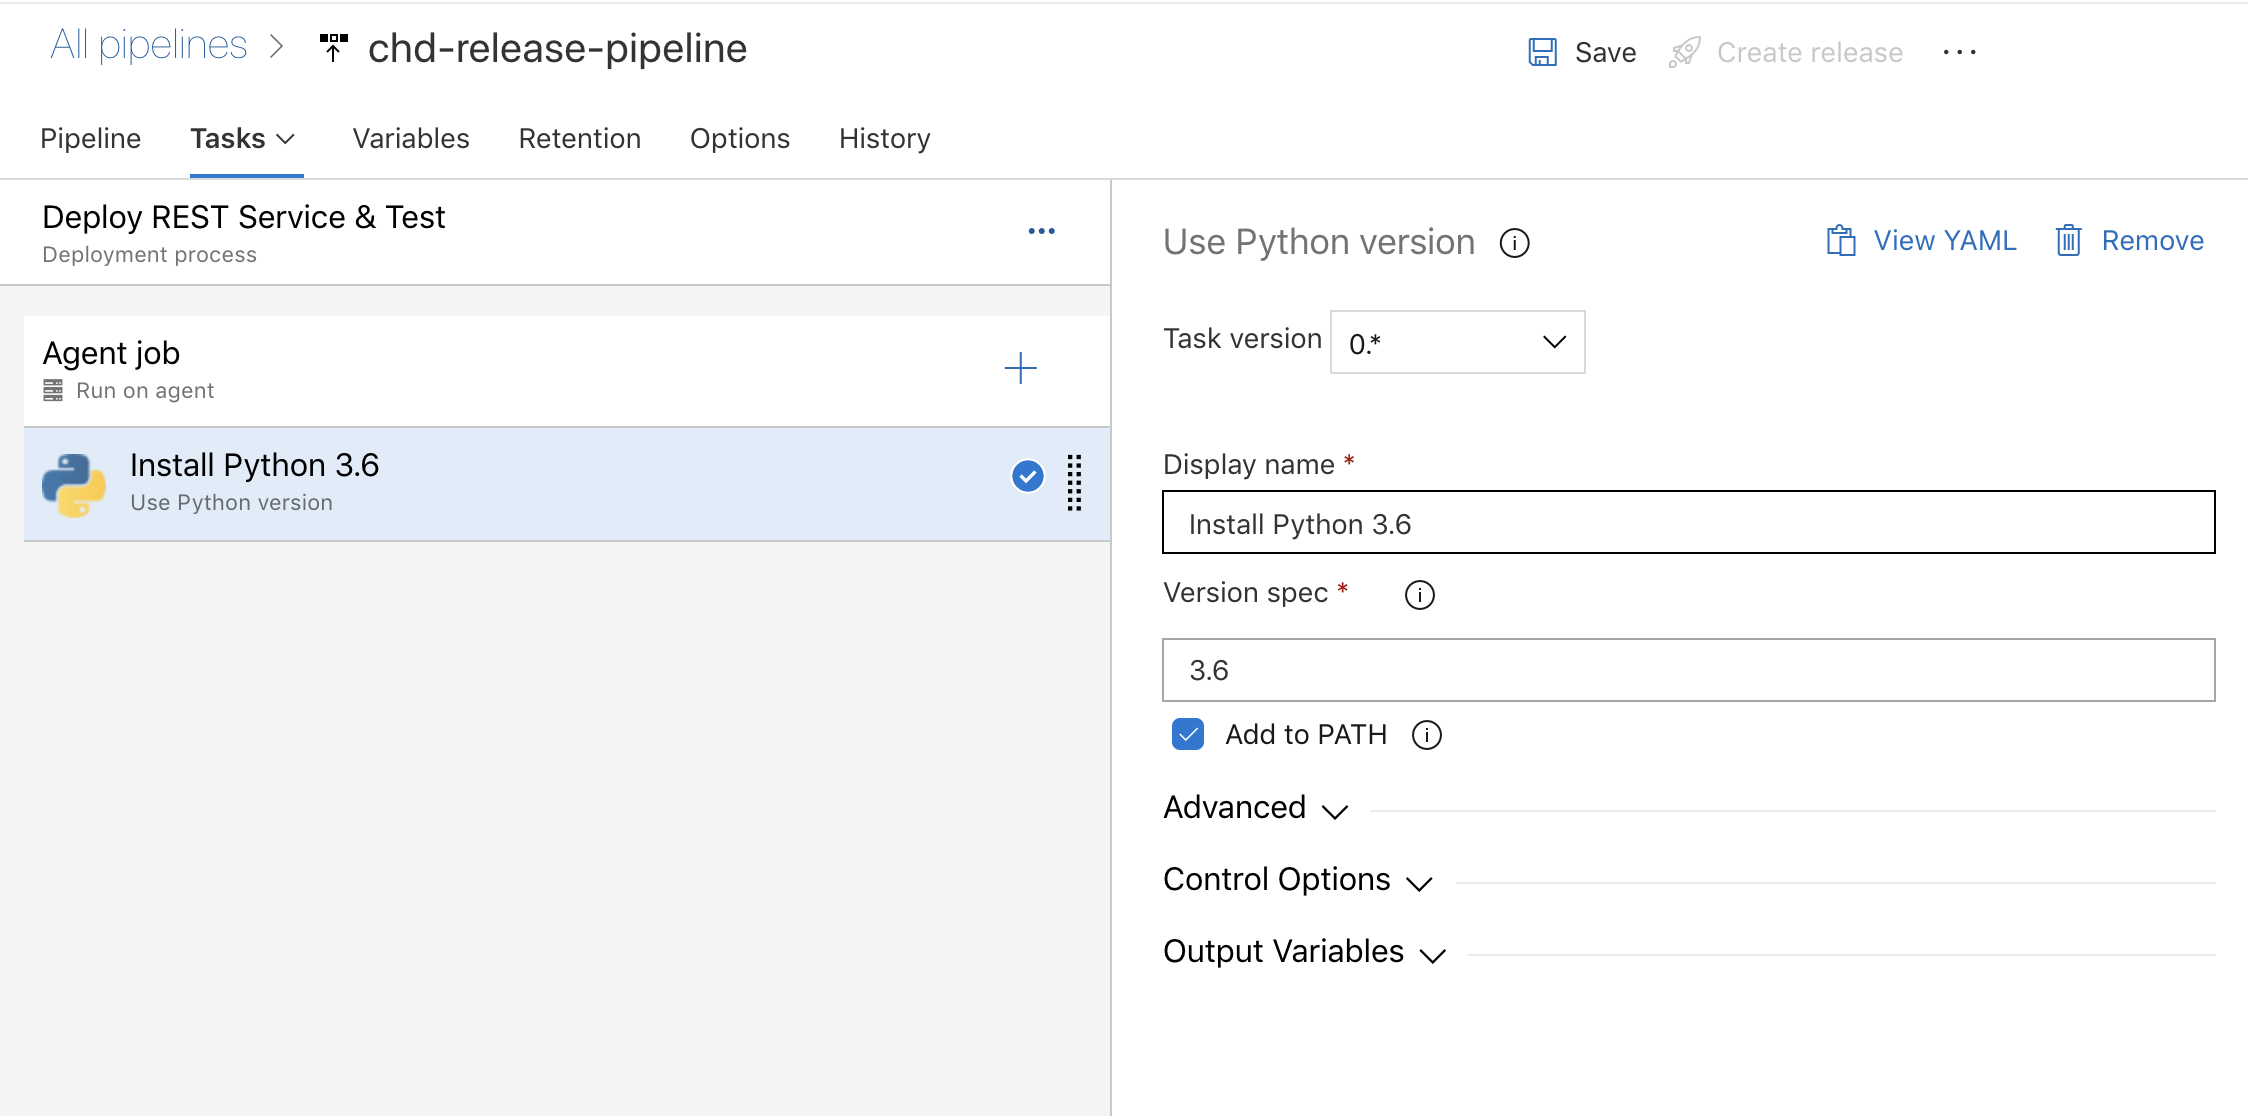 All pipelines > chd-release-pipeline
Save Create release ...
Pipeline Tasks Variables Retention Options History
Deploy REST Service & Test
Deployment process
Agent job
Run on agent
Install Python 3.6
Use Python version
Use Python version
View YAML Remove
Task version 0.*
Display name *
Install Python 3.6
Version spec *
3.6
Add to PATH
Advanced
Control Options
Output Variables